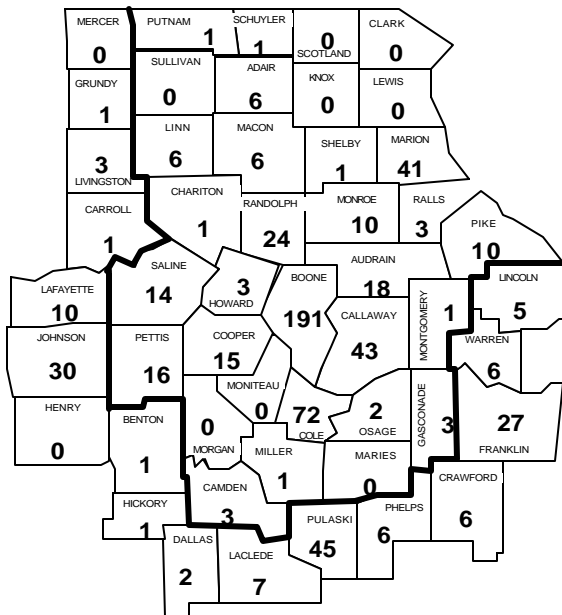 MERCER
0
PUTNAM
1
SCHUYLER
1
0
SCOTLAND
CLARK
0
GRUNDY
1
SULLIVAN
0
ADAIR
6
KNOX
0
LEWIS
0
3
LIVINGSTON
LINN
6
MACON
6
SHELBY
1
MARION
41
CARROLL
1
CHARITON
1
RANDOLPH
24
MONROE
10
RALLS
3
PIKE
10
LAFAYETTE
10
SALINE
14
3
HOWARD
BOONE
191
AUDRAIN
18
CALLAWAY
43
MONTGOMERY
1
LINCOLN
5
JOHNSON
30
PETTIS
16
COOPER
15
WARREN
6
HENRY
0
BENTON
1
0
MORGAN
MONITEAU
0
72
COLE
2
OSAGE
GASCONADE
3
27
FRANKLIN
HICKORY
1
CAMDEN
3
MILLER
1
MARIES
0
PHELPS
6
CRAWFORD
6
DALLAS
2
LACLEDE
7
PULASKI
45